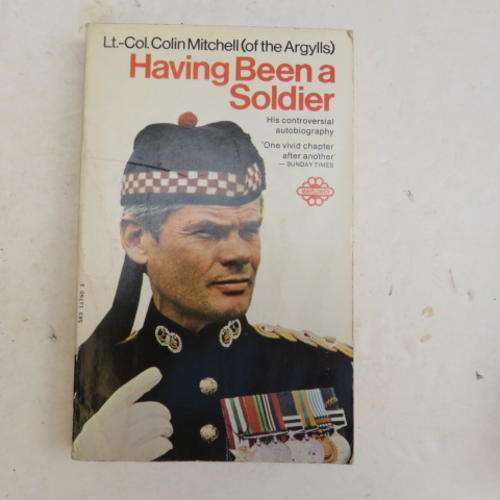 Lt.-Col. Colin Mitchell (of the Argylls)
Having Been a
Soldier
His controversial
autobiography
'One vivid chapter
after another'
— SUNDAY TIMES
MAYFLOWER